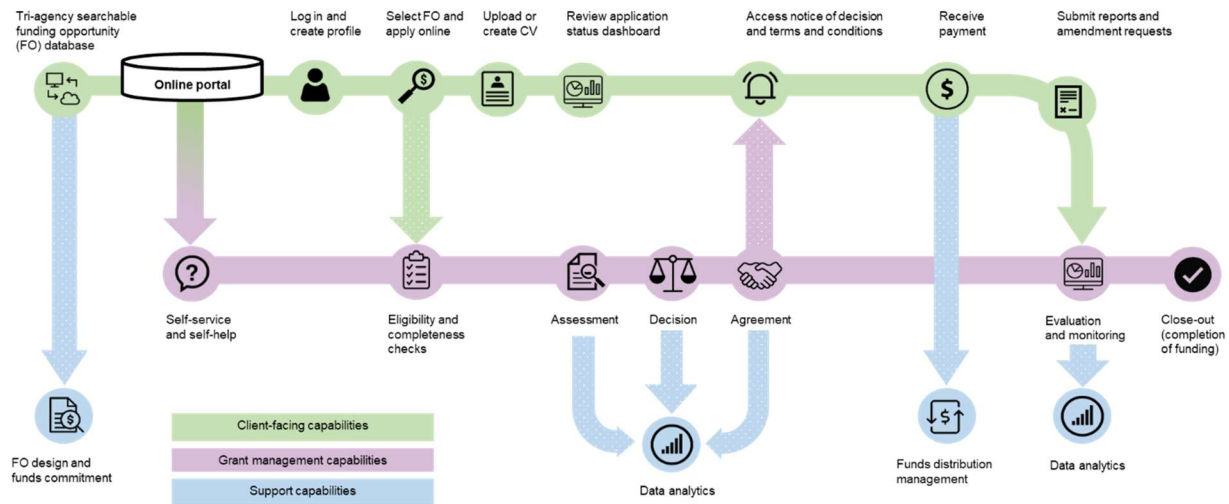 Tri-agency searchable
funding opportunity
(FO) database
Online portal
Log in and
create profile
Select FO and
apply online
Upload or
create CV
Review application
status dashboard
Access notice of decision
and terms and conditions
Receive
payment
Submit reports and
amendment requests
$
$
?
Self-service
and self-help
Eligibility and
completeness
checks
Assessment
Decision
Agreement
Evaluation
and monitoring
Close-out
(completion
of funding)
$
FO design and
funds commitment
Client-facing capabilities
Grant management capabilities
Support capabilities
Data analytics
$
Funds distribution
management
Data analytics